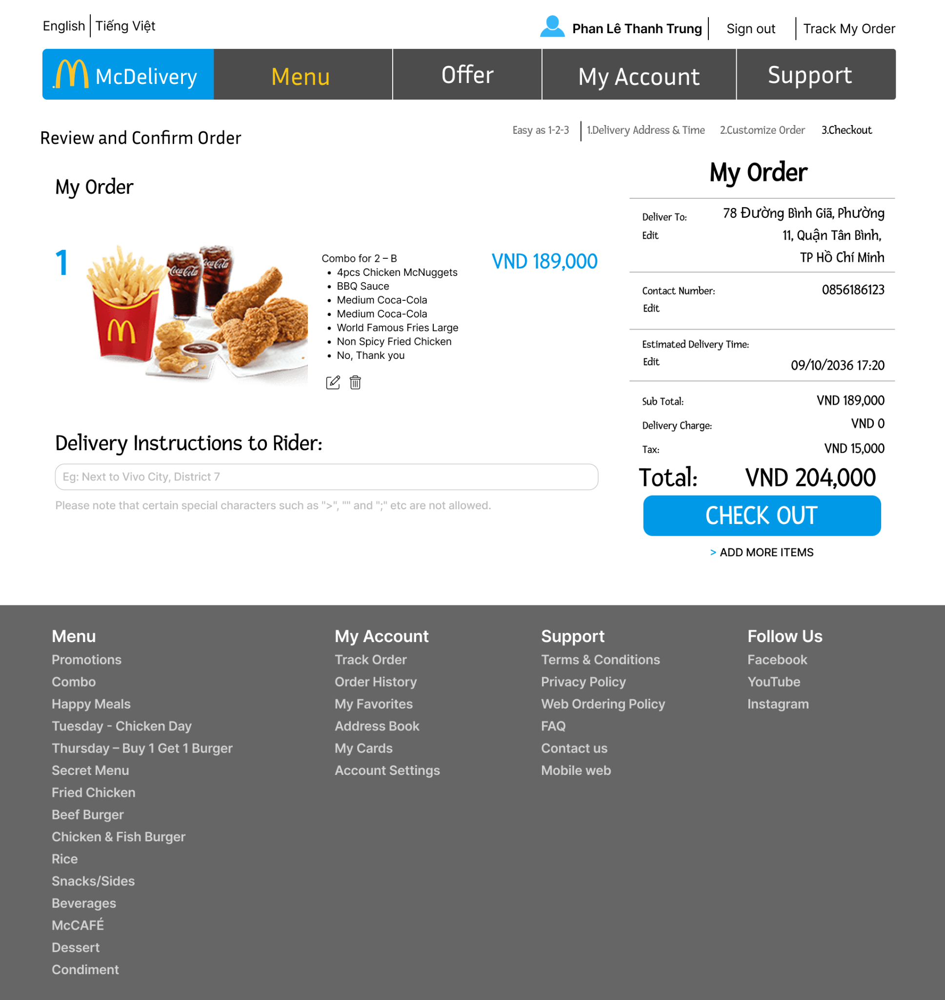 English Tiếng Việt
Phan Lê Thanh Trung Sign out Track My Order
McDelivery Menu Offer My Account Support
Review and Confirm Order
Easy as 1-2-3 1.Delivery Address & Time 2.Customize Order 3.Checkout
My Order
1
Coca-Cola
Coca-Cola
Combo for 2 – B
• 4pcs Chicken McNuggets
• BBQ Sauce
• Medium Coca-Cola
• Medium Coca-Cola
• World Famous Fries Large
• Non Spicy Fried Chicken
• No, Thank you
VND 189,000
Delivery Instructions to Rider:
Eg: Next to Vivo City, District 7
Please note that certain special characters such as ">", "" and ";" etc are not allowed.
My Order
Deliver To:
Edit
78 Đường Bình Giã, Phường
11, Quận Tân Bình,
TP Hồ Chí Minh
Contact Number: 0856186123
Edit
Estimated Delivery Time:
Edit
09/10/2036 17:20
Sub Total: VND 189,000
Delivery Charge: VND 0
Tax: VND 15,000
Total: VND 204,000
CHECK OUT
> ADD MORE ITEMS
Menu
Promotions
Combo
Happy Meals
Tuesday - Chicken Day
Thursday – Buy 1 Get 1 Burger
Secret Menu
Fried Chicken
Beef Burger
Chicken & Fish Burger
Rice
Snacks/Sides
Beverages
McCAFÉ
Dessert
Condiment
My Account
Track Order
Order History
My Favorites
Address Book
My Cards
Account Settings
Support
Terms & Conditions
Privacy Policy
Web Ordering Policy
FAQ
Contact us
Mobile web
Follow Us
Facebook
YouTube
Instagram